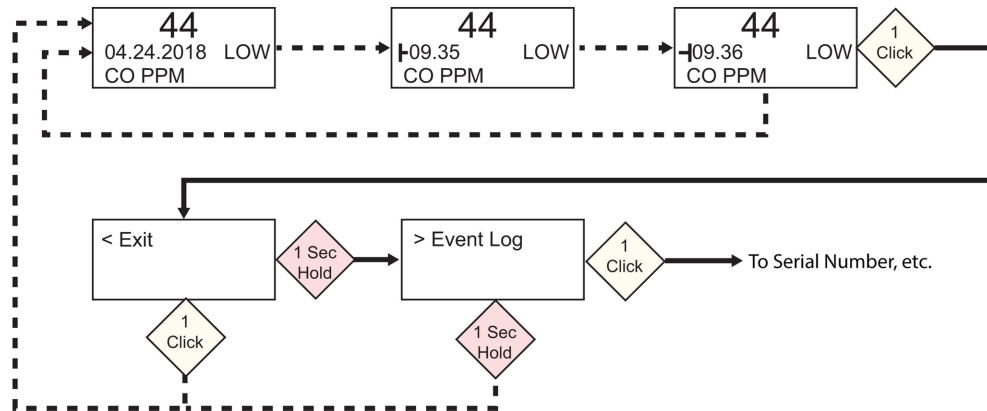 44
04.24.2018 LOW
CO PPM
44
09.35 LOW
CO PPM
44
09.36 LOW
CO PPM
1
Click
< Exit
1 Sec
Hold
> Event Log
1
Click
To Serial Number, etc.
1
Click
1 Sec
Hold